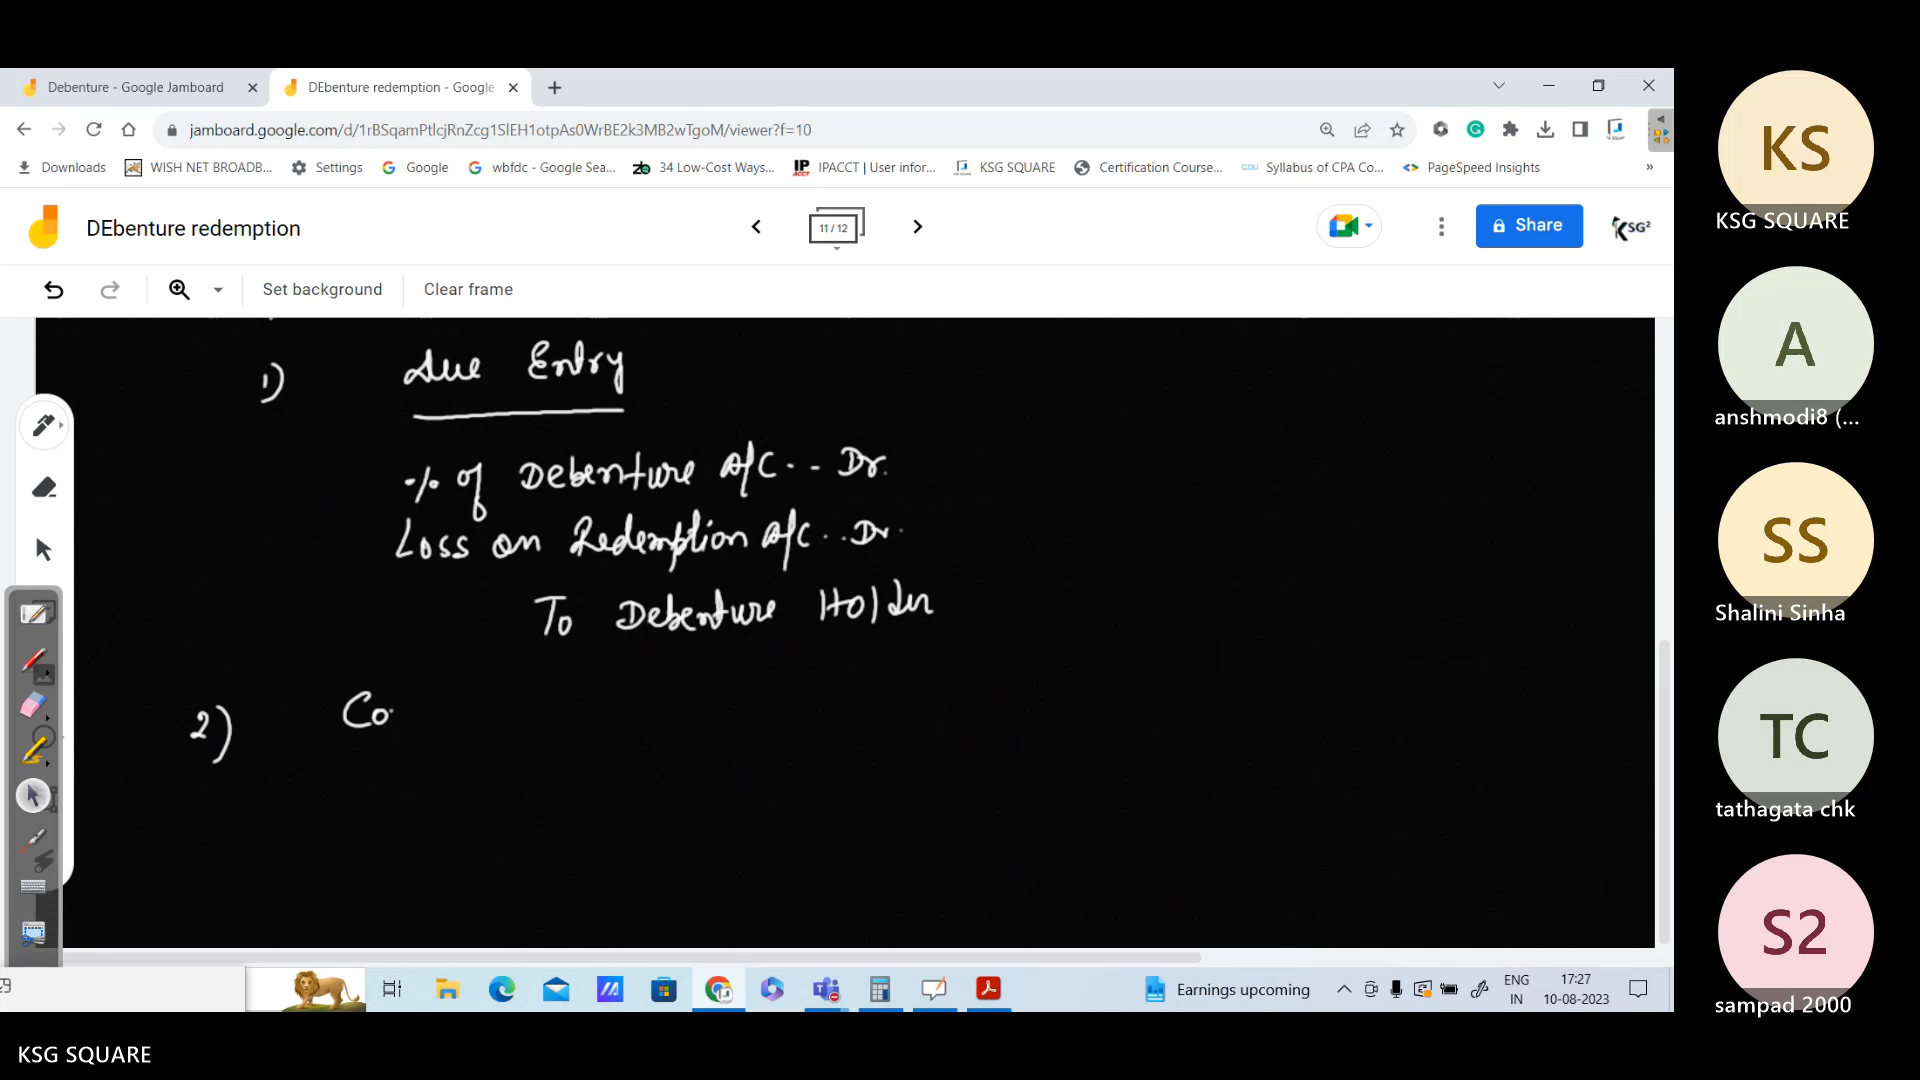 Debenture - Google Jamboard
DEbenture redemption - Google
jamboard.google.com/d/1rBSqamPtlcjRnZcg1SlEH1otpAs0WrBE2k3MB2wTgoM/viewer?f=10
Downloads WISH NET BROADB... Settings Google wbfdc - Google Sea... 34 Low-Cost Ways... IPACCT | User infor... KSG SQUARE Certification Course... Syllabus of CPA Co... PageSpeed Insights »
DEbenture redemption
11 / 12
Share
KSG²
Set background
Clear frame
1) Due Entry
% of Debenture A/C -- Dr.
Loss on Redemption A/C .. Dr.
To Debenture Holder
2) Co
Earnings upcoming
ENG
IN
17:27
10-08-2023
KS
KSG SQUARE
A
anshmodi8 (...
SS
Shalini Sinha
TC
tathagata chk
S2
sampad 2000
KSG SQUARE